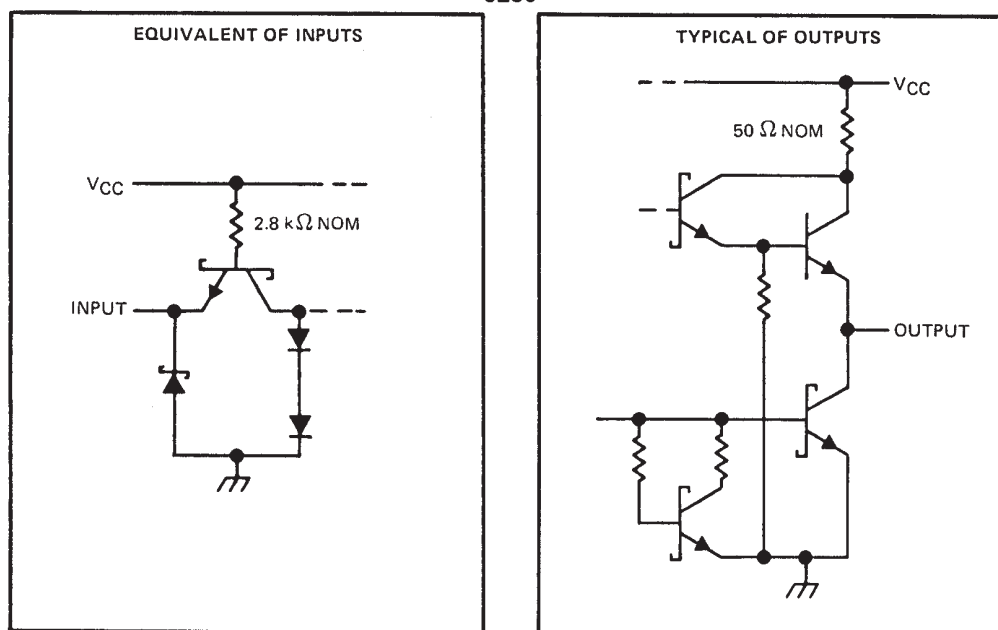 EQUIVALENT OF INPUTS
VCC
2.8 kΩ NOM
INPUT
TYPICAL OF OUTPUTS
VCC
50 Ω NOM
OUTPUT